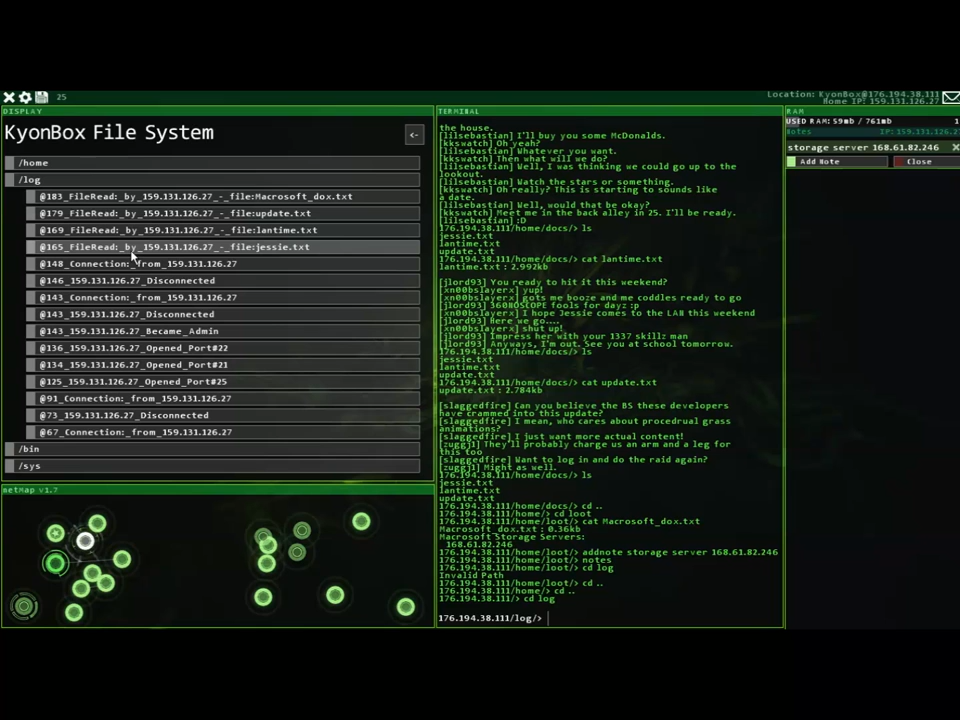 25
Location: KyonBox@176.194.38.111
Home IP: 159.131.126.27
DISPLAY
KyonBox File System
<-
/home
/log
@183_FileRead:_by_159.131.126.27_-_file:Macrosoft_dox.txt
@179_FileRead:_by_159.131.126.27_-_file:update.txt
@169_FileRead:_by_159.131.126.27_-_file:lantime.txt
@165_FileRead:_by_159.131.126.27_-_file:jessie.txt
@148_Connection:_from_159.131.126.27
@146_159.131.126.27_Disconnected
@143_Connection:_from_159.131.126.27
@143_159.131.126.27_Disconnected
@143_159.131.126.27_Became_Admin
@136_159.131.126.27_Opened_Port#22
@134_159.131.126.27_Opened_Port#21
@125_159.131.126.27_Opened_Port#25
@91_Connection:_from_159.131.126.27
@73_159.131.126.27_Disconnected
@67_Connection:_from_159.131.126.27
/bin
/sys
netMap v1.7
TERMINAL
the house.
[lilsebastian] I'll buy you some McDonalds.
[kkswatch] Oh yeah?
[lilsebastian] Whatever you want.
[kkswatch] Then what will we do?
[lilsebastian] Well, I was thinking we could go up to the
lookout.
[lilsebastian] Watch the stars or something.
[kkswatch] Oh really? This is starting to sounds like
a date.
[lilsebastian] Well, would that be okay?
[kkswatch] Meet me in the back alley in 25. I'll be ready.
[lilsebastian] :D
176.194.38.111/home/docs/> ls
jessie.txt
lantime.txt
update.txt
176.194.38.111/home/docs/> cat lantime.txt
lantime.txt : 2.992kb
[jlord93] You ready to hit it this weekend?
[xn00bslayerx] yup!
[xn00bslayerx] gots me booze and me coddles ready to go
[jlord93] 360NOSCOPE fools for dayz :p
[xn00bslayerx] I hope Jessie comes to the LAN this weekend
[jlord93] Here we go....
[xn00bslayerx] shut up!
[jlord93] Impress her with your 1337 skillz man
[jlord93] Anyways, I'm out. See you at school tomorrow.
176.194.38.111/home/docs/> ls
jessie.txt
lantime.txt
update.txt
176.194.38.111/home/docs/> cat update.txt
update.txt : 2.784kb
[slaggedfire] Can you believe the BS these developers
have crammed into this update?
[slaggedfire] I mean, who cares about procedrual grass
animations?
[slaggedfire] I just want more actual content!
[zuggj1] They'll probably charge us an arm and a leg for
this too
[slaggedfire] Want to log in and do the raid again?
[zuggj1] Might as well.
176.194.38.111/home/docs/> ls
jessie.txt
lantime.txt
update.txt
176.194.38.111/home/docs/> cd ..
176.194.38.111/home/> cd loot
176.194.38.111/home/loot/> cat Macrosoft_dox.txt
Macrosoft_dox.txt : 0.36kb
Macrosoft Storage Servers:
168.61.82.246
176.194.38.111/home/loot/> addnote storage server 168.61.82.246
176.194.38.111/home/loot/> notes
176.194.38.111/home/loot/> cd log
Invalid Path
176.194.38.111/home/loot/> cd ..
176.194.38.111/home/> cd ..
176.194.38.111/> cd log
176.194.38.111/log/>
RAM
USED RAM: 59mb / 761mb
1
Notes
IP: 159.131.126.27
storage server 168.61.82.246
X
Add Note
Close